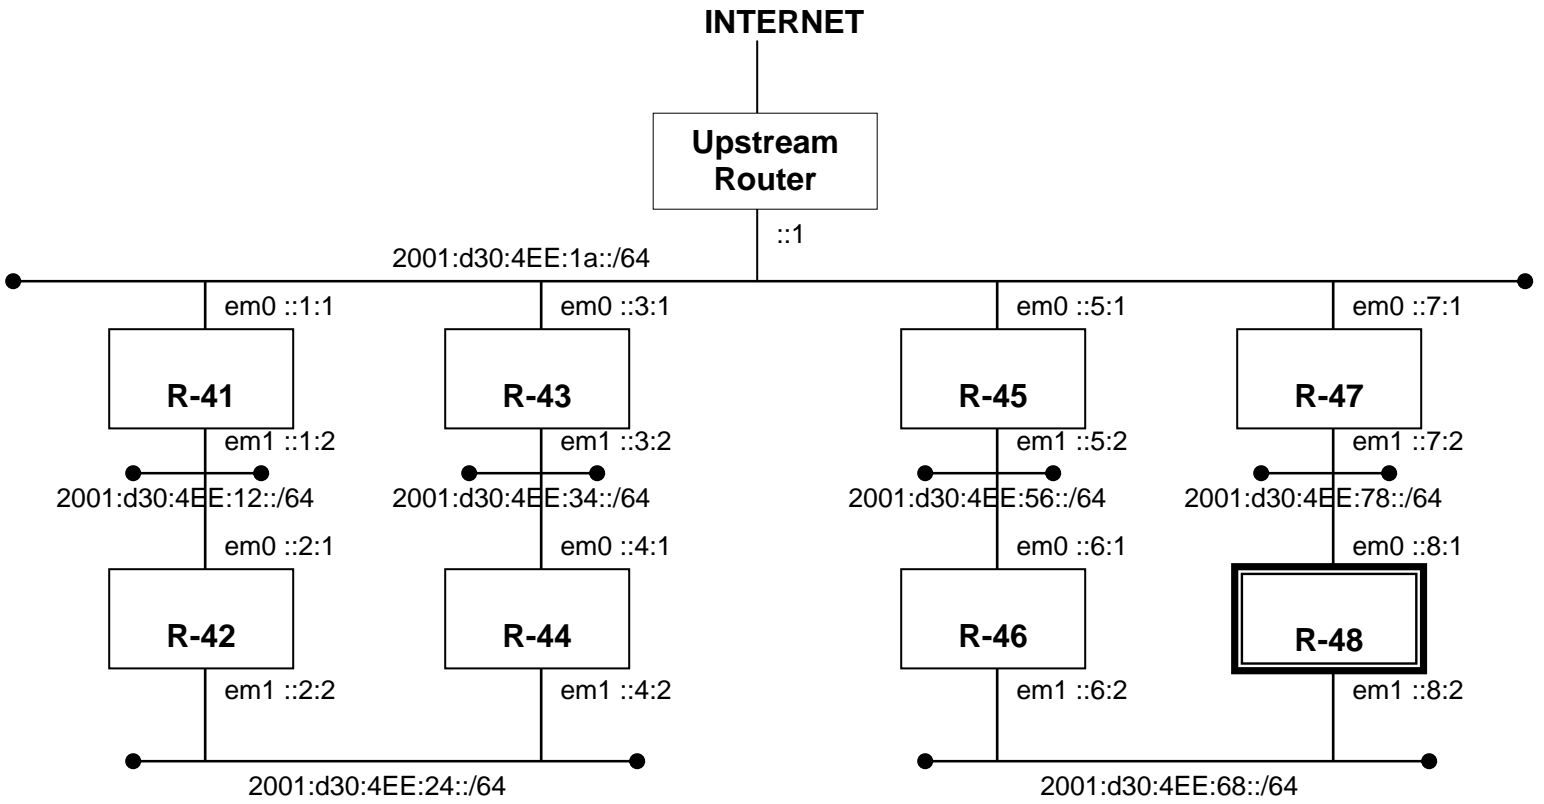 INTERNET
Upstream
Router
::1
2001:d30:4EE:1a::/64
em0 ::1:1
em0 ::3:1
em0 ::5:1
em0 ::7:1
R-41
R-43
R-45
R-47
em1 ::1:2
em1 ::3:2
em1 ::5:2
em1 ::7:2
2001:d30:4EE:12::/64
2001:d30:4EE:34::/64
2001:d30:4EE:56::/64
2001:d30:4EE:78::/64
em0 ::2:1
em0 ::4:1
em0 ::6:1
em0 ::8:1
R-42
R-44
R-46
R-48
em1 ::2:2
em1 ::4:2
em1 ::6:2
em1 ::8:2
2001:d30:4EE:24::/64
2001:d30:4EE:68::/64